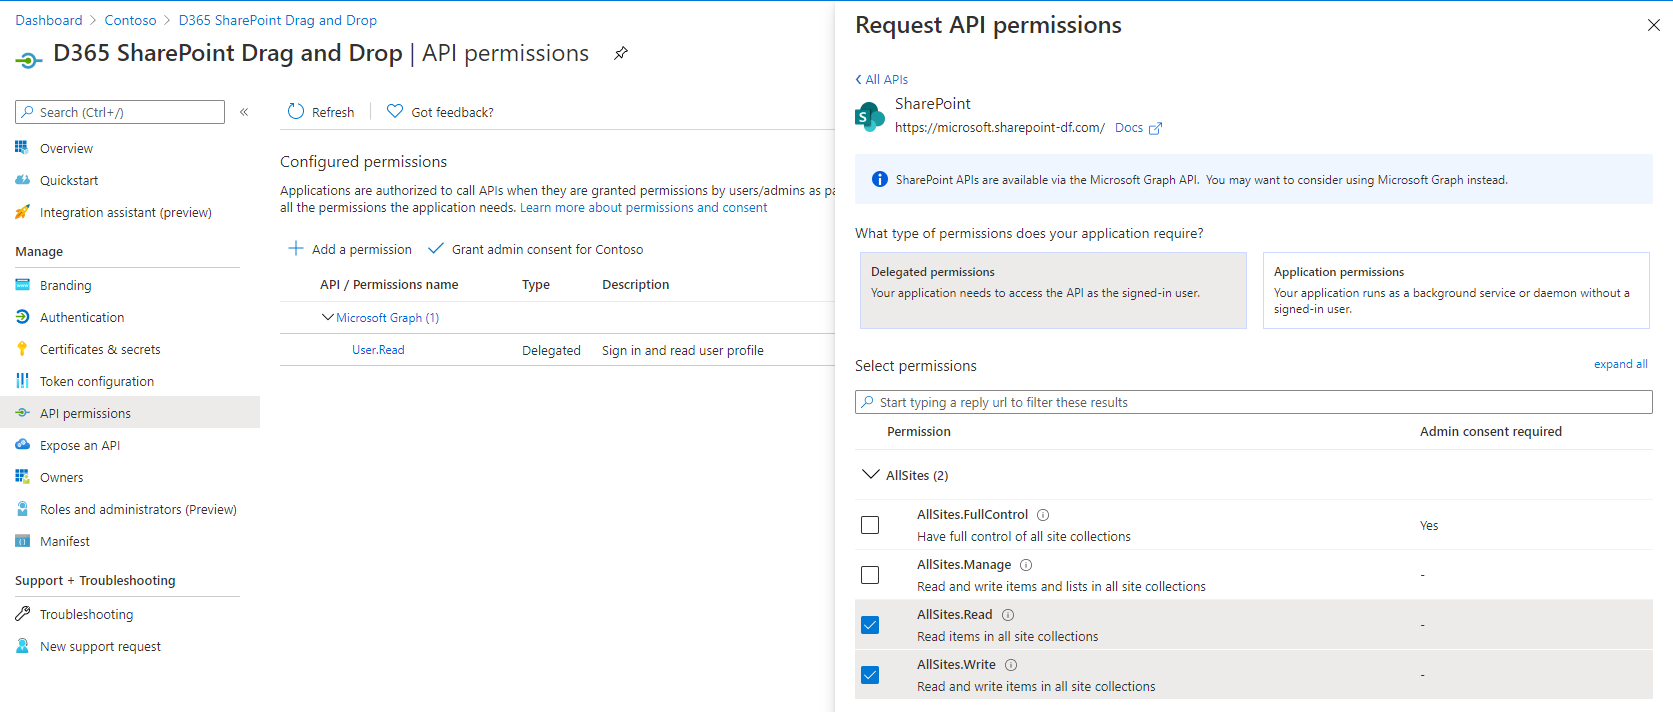 Dashboard > Contoso > D365 SharePoint Drag and Drop
D365 SharePoint Drag and Drop | API permissions
Search (Ctrl+/)
«
Overview
Quickstart
Integration assistant (preview)
Manage
Branding
Authentication
Certificates & secrets
Token configuration
API permissions
Expose an API
Owners
Roles and administrators (Preview)
Manifest
Support + Troubleshooting
Troubleshooting
New support request
Refresh | Got feedback?
Configured permissions
Applications are authorized to call APIs when they are granted permissions by users/admins as pa
all the permissions the application needs. Learn more about permissions and consent
Add a permission Grant admin consent for Contoso
API / Permissions name Type Description
Microsoft Graph (1)
User.Read Delegated Sign in and read user profile
Request API permissions
All APIs
SharePoint
https://microsoft.sharepoint-df.com/ Docs
SharePoint APIs are available via the Microsoft Graph API. You may want to consider using Microsoft Graph instead.
What type of permissions does your application require?
Delegated permissions
Your application needs to access the API as the signed-in user.
Application permissions
Your application runs as a background service or daemon without a
signed-in user.
Select permissions expand all
Start typing a reply url to filter these results
Permission Admin consent required
AllSites (2)
AllSites.FullControl
Have full control of all site collections
Yes
AllSites.Manage
Read and write items and lists in all site collections
-
AllSites.Read
Read items in all site collections
-
AllSites.Write
Read and write items in all site collections
-